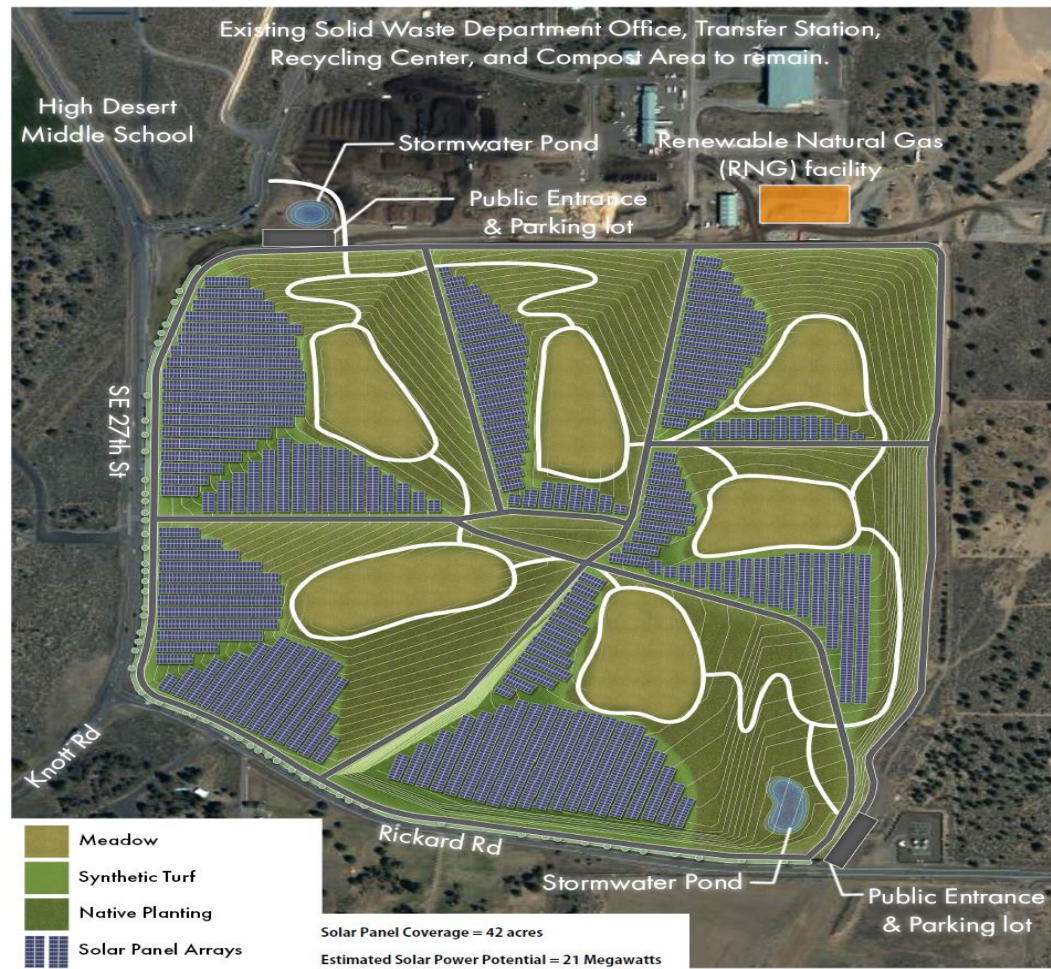 Existing Solid Waste Department Office, Transfer Station,
Recycling Center, and Compost Area to remain.
High Desert
Middle School
Stormwater Pond
Renewable Natural Gas
(RNG) facility
Public Entrance
& Parking lot
SE 27th St
Knott Rd
Rickard Rd
Stormwater Pond
Public Entrance
& Parking lot
Meadow
Synthetic Turf
Native Planting
Solar Panel Arrays
Solar Panel Coverage = 42 acres
Estimated Solar Power Potential = 21 Megawatts